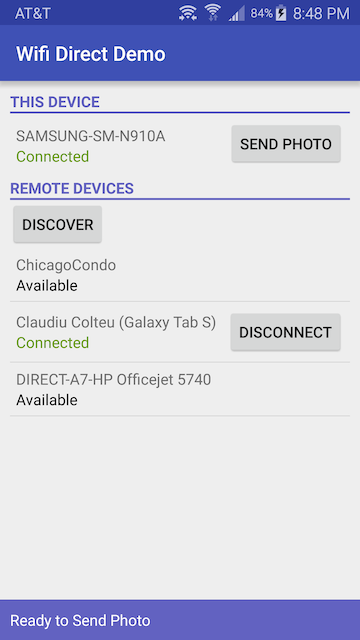 AT&T 84% 8:48 PM
Wifi Direct Demo
THIS DEVICE
SAMSUNG-SM-N910A
Connected
SEND PHOTO
REMOTE DEVICES
DISCOVER
ChicagoCondo
Available
Claudiu Colteu (Galaxy Tab S)
Connected
DISCONNECT
DIRECT-A7-HP Officejet 5740
Available
Ready to Send Photo